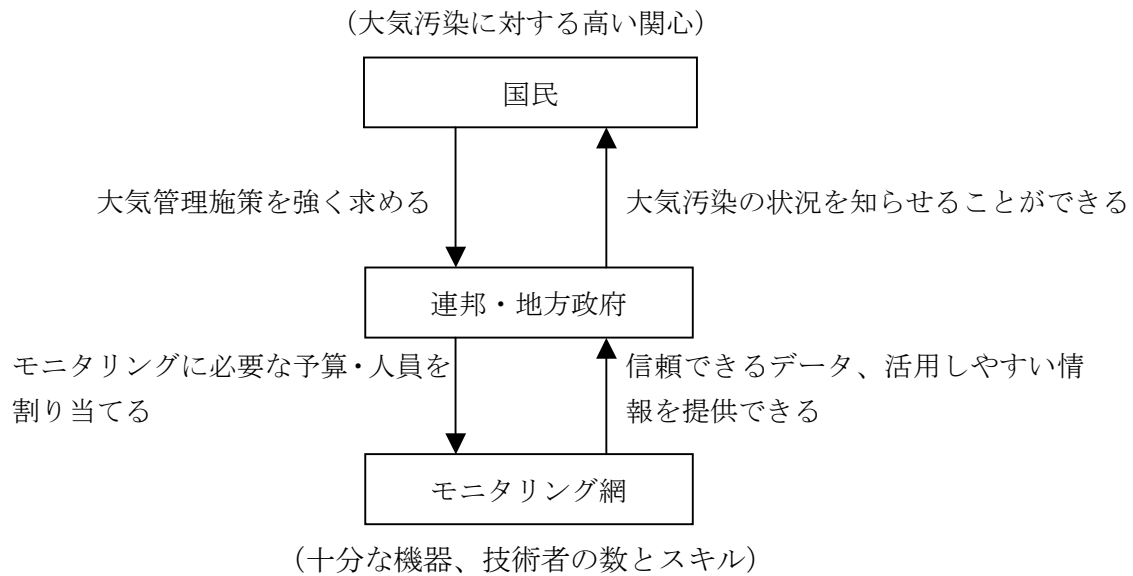 (大気汚染に対する高い関心)
国民
大気管理施策を強く求める
大気汚染の状況を知らせることができる
連邦・地方政府
モニタリングに必要な予算・人員を
割り当てる
信頼できるデータ、活用しやすい情
報を提供できる
モニタリング網
(十分な機器、技術者の数とスキル)